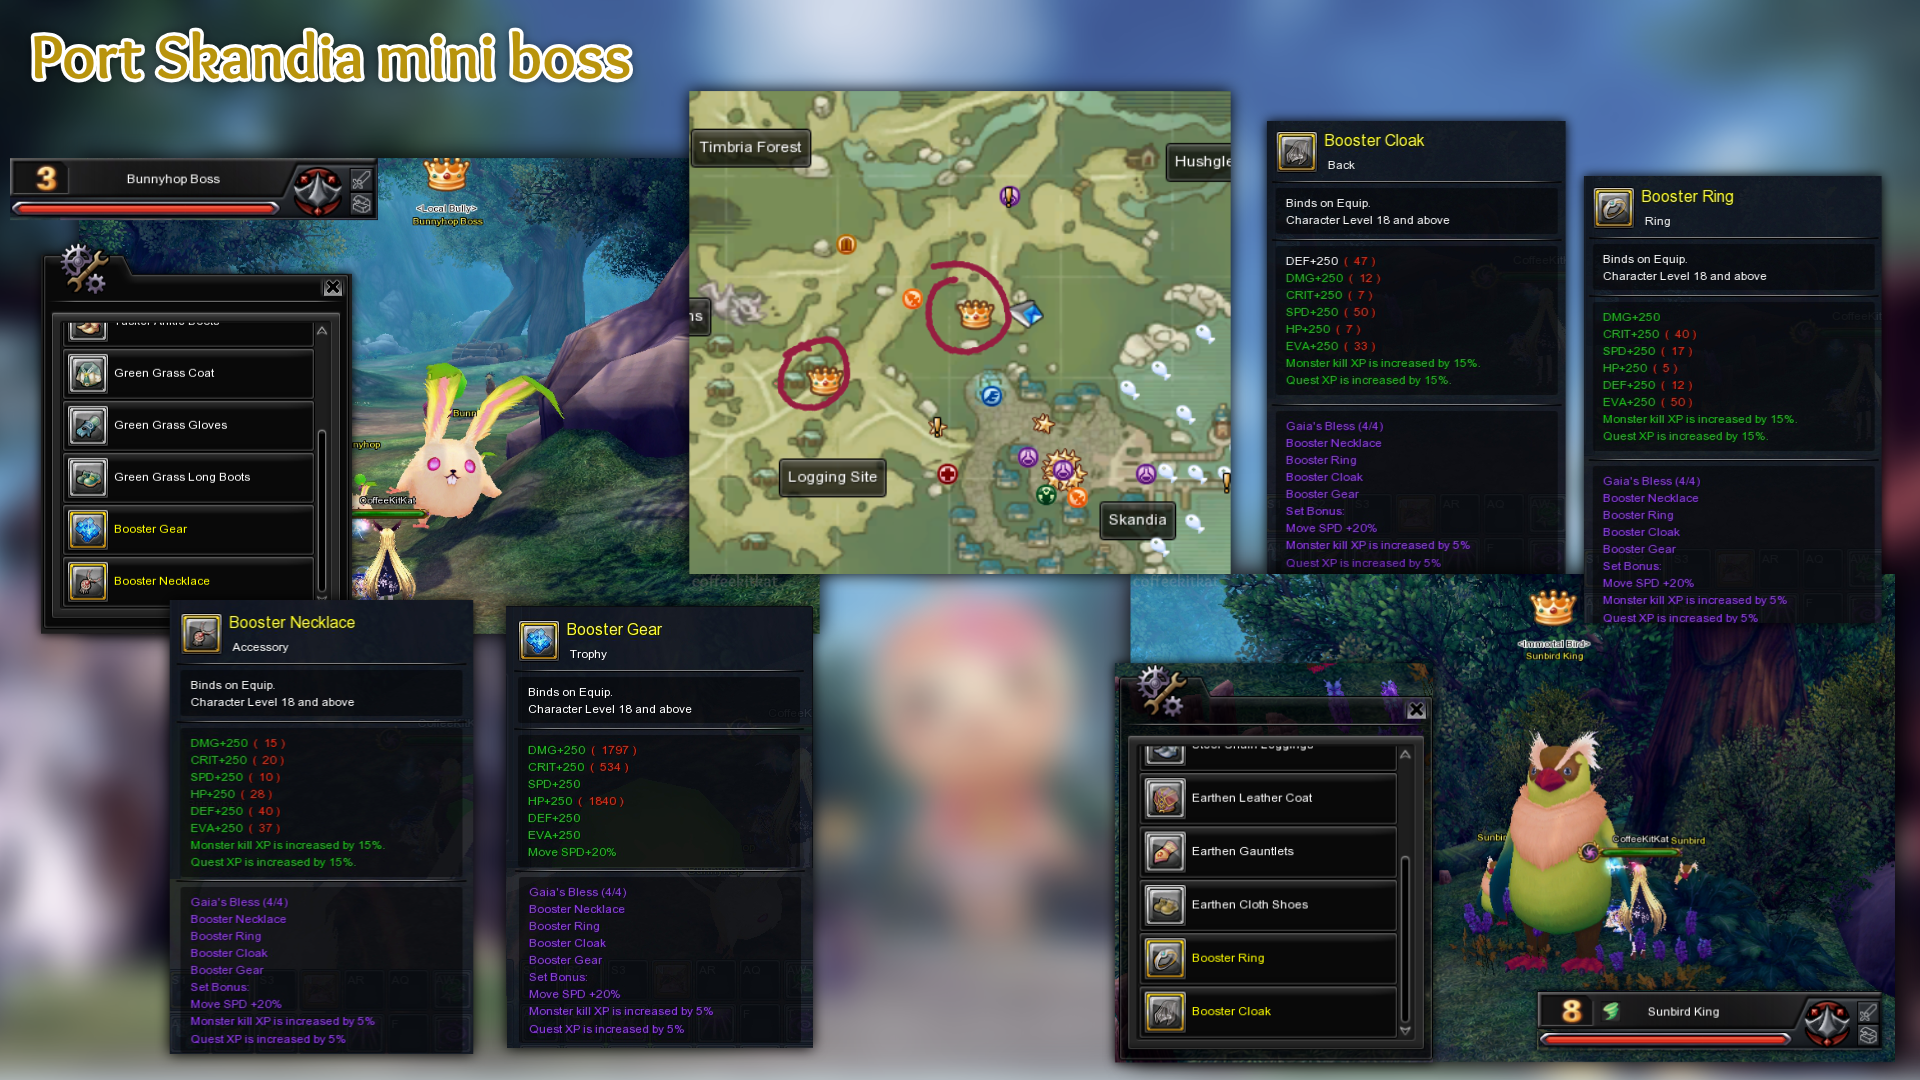 Port Skandia mini boss
3
Bunnyhop Boss
<Local Bully>
Bunnyhop Boss
Green Grass Coat
Green Grass Gloves
Green Grass Long Boots
Booster Gear
Booster Necklace
CoffeeKitKat
Timbria Forest
Logging Site
Skandia
coffeekitkat
coffeekitkat
Booster Necklace
Accessory
Binds on Equip.
Character Level 18 and above
DMG+250 ( 15 )
CRIT+250 ( 20 )
SPD+250 ( 10 )
HP+250 ( 28 )
DEF+250 ( 40 )
EVA+250 ( 37 )
Monster kill XP is increased by 15%.
Quest XP is increased by 15%.
Gaia's Bless (4/4)
Booster Necklace
Booster Ring
Booster Cloak
Booster Gear
Set Bonus:
Move SPD +20%
Monster kill XP is increased by 5%
Quest XP is increased by 5%
Booster Gear
Trophy
Binds on Equip.
Character Level 18 and above
DMG+250 ( 1797 )
CRIT+250 ( 534 )
SPD+250
HP+250 ( 1840 )
DEF+250
EVA+250
Move SPD+20%
Gaia's Bless (4/4)
Booster Necklace
Booster Ring
Booster Cloak
Booster Gear
Set Bonus:
Move SPD +20%
Monster kill XP is increased by 5%
Quest XP is increased by 5%
Booster Cloak
Back
Binds on Equip.
Character Level 18 and above
DEF+250 ( 47 )
DMG+250 ( 12 )
CRIT+250 ( 7 )
SPD+250 ( 50 )
HP+250 ( 7 )
EVA+250 ( 33 )
Monster kill XP is increased by 15%.
Quest XP is increased by 15%.
Gaia's Bless (4/4)
Booster Necklace
Booster Ring
Booster Cloak
Booster Gear
Set Bonus:
Move SPD +20%
Monster kill XP is increased by 5%
Quest XP is increased by 5%
Booster Ring
Ring
Binds on Equip.
Character Level 18 and above
DMG+250
CRIT+250 ( 40 )
SPD+250 ( 17 )
HP+250 ( 5 )
DEF+250 ( 12 )
EVA+250 ( 50 )
Monster kill XP is increased by 15%.
Quest XP is increased by 15%.
Gaia's Bless (4/4)
Booster Necklace
Booster Ring
Booster Cloak
Booster Gear
Set Bonus:
Move SPD +20%
Monster kill XP is increased by 5%
Quest XP is increased by 5%
<Immortal Bird>
Sunbird King
Earthen Leather Coat
Earthen Gauntlets
Earthen Cloth Shoes
Booster Ring
Booster Cloak
CoffeeKitKat
Sunbird
8
Sunbird King